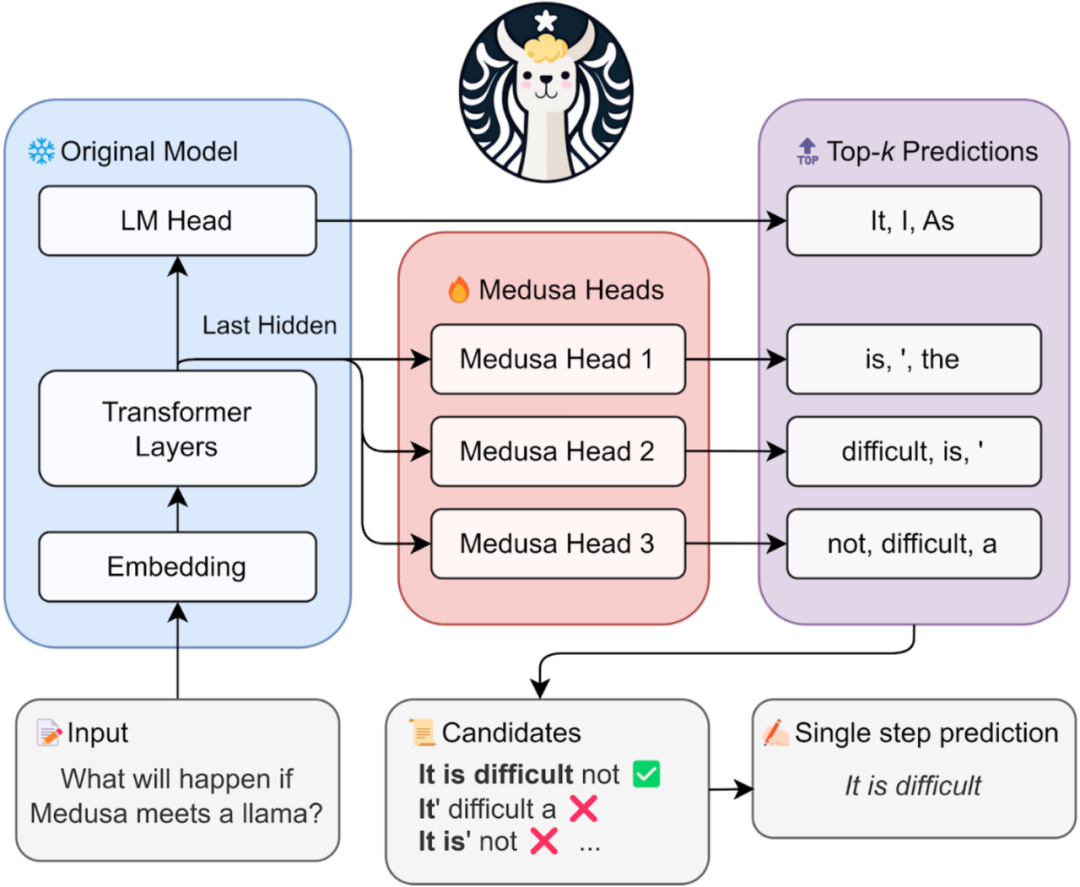 Original Model
LM Head
Last Hidden
Transformer
Layers
Embedding
Medusa Heads
Medusa Head 1
Medusa Head 2
Medusa Head 3
TOP
Top-k Predictions
It, I, As
is, ', the
difficult, is, '
not, difficult, a
Input
What will happen if
Medusa meets a llama?
Candidates
It is difficult not
It' difficult a
It is' not ...
Single step prediction
It is difficult